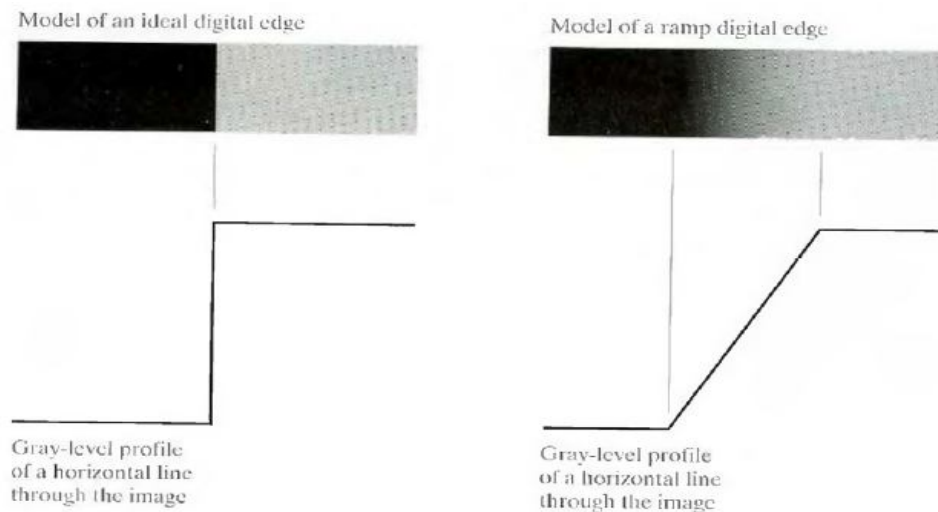 Model of an ideal digital edge
Model of a ramp digital edge
Gray-level profile
of a horizontal line
through the image
Gray-level profile
of a horizontal line
through the image